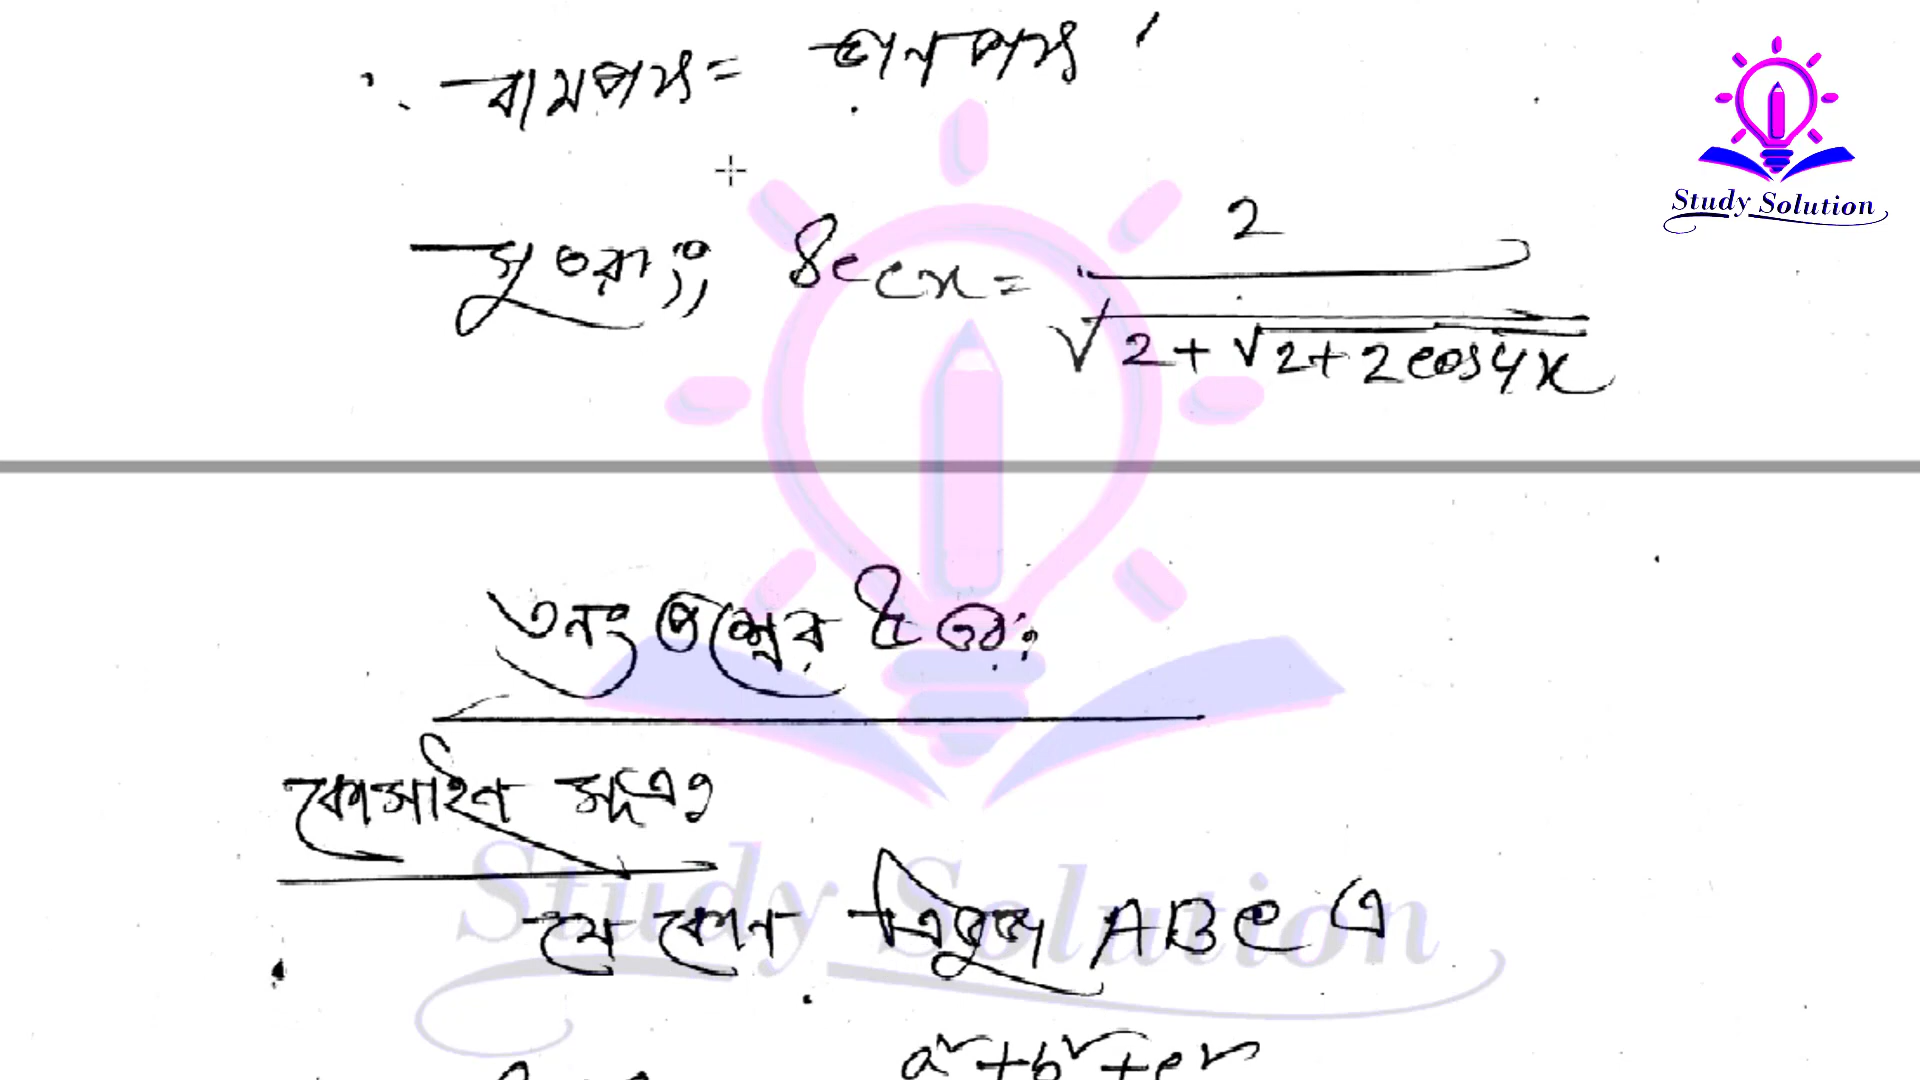 ∴ বামপক্ষ = ডানপক্ষ ।
Study Solution
সুতরাং, Secx = 2 / √(2+√(2+2cos4x))
৩নং প্রশ্নের উত্তর:
কোসাইন সূত্রঃ
যে কোন ত্রিভুজ ABC এ
Study Solution